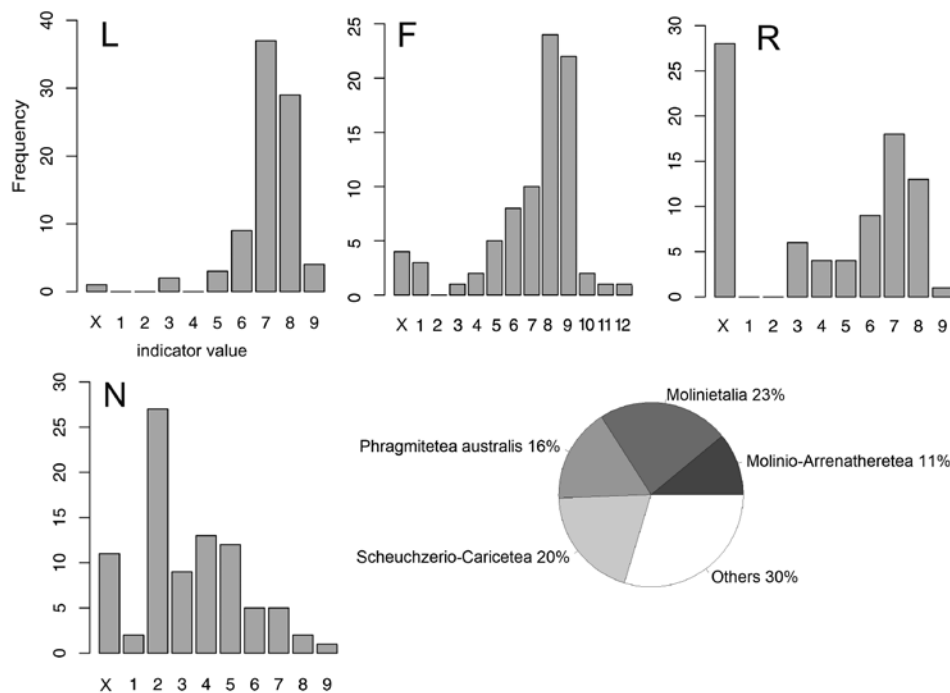 L
Frequency
40
30
20
10
0
X 1 2 3 4 5 6 7 8 9
indicator value
F
25
20
15
10
5
0
X 1 2 3 4 5 6 7 8 9 10 11 12
R
30
25
20
15
10
5
0
X 1 2 3 4 5 6 7 8 9
N
30
25
20
15
10
5
0
X 1 2 3 4 5 6 7 8 9
Molinietalia 23%
Phragmitetea australis 16%
Molinio-Arrenatheretea 11%
Scheuchzerio-Caricetea 20%
Others 30%